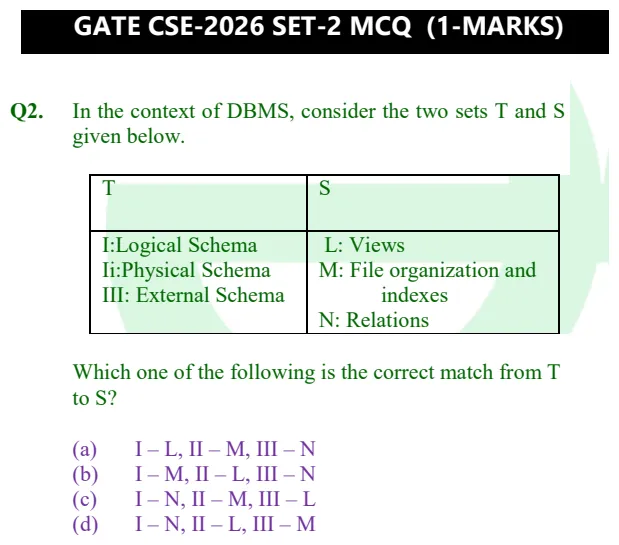 GATE CSE-2026 SET-2 MCQ (1-MARKS)
Q2. In the context of DBMS, consider the two sets T and S
given below.
T S
I:Logical Schema L: Views
Ii:Physical Schema M: File organization and
III: External Schema indexes
N: Relations
Which one of the following is the correct match from T
to S?
(a) I – L, II – M, III – N
(b) I – M, II – L, III – N
(c) I – N, II – M, III – L
(d) I – N, II – L, III – M